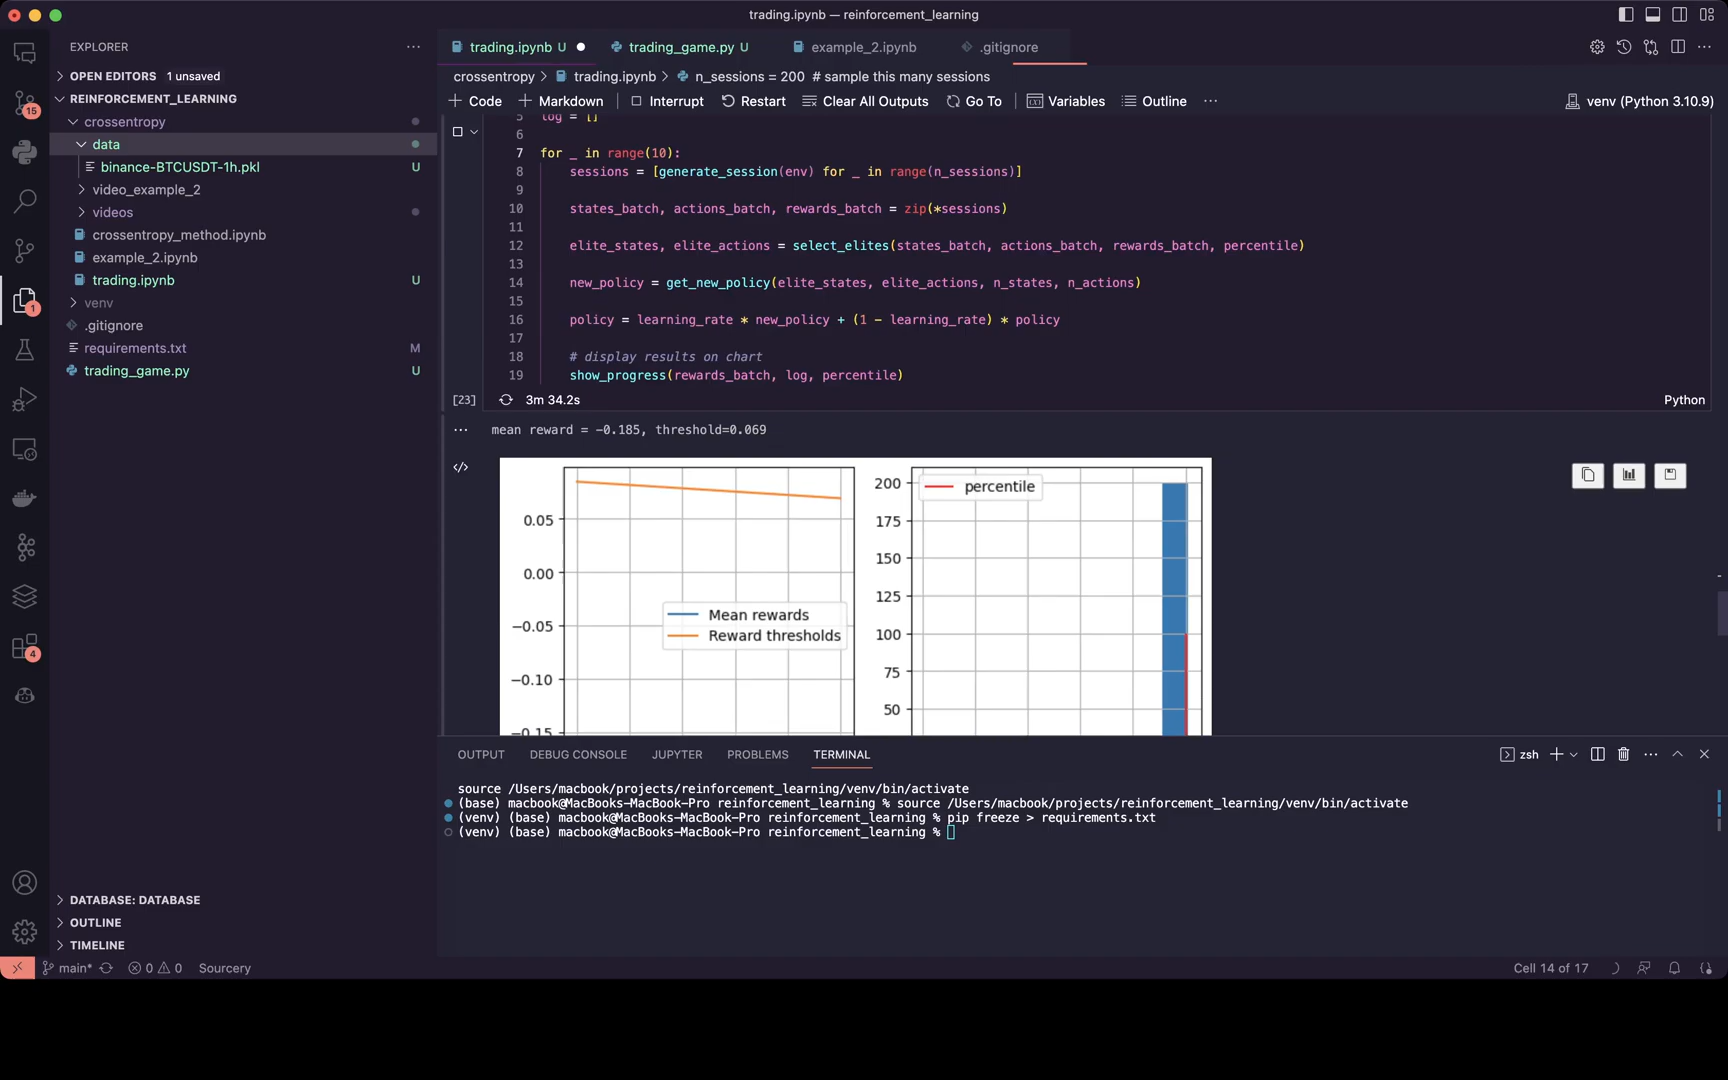 trading.ipynb — reinforcement_learning
EXPLORER
OPEN EDITORS 1 unsaved
REINFORCEMENT_LEARNING
crossentropy
data
binance-BTCUSDT-1h.pkl U
video_example_2
videos
crossentropy_method.ipynb
example_2.ipynb
trading.ipynb U
venv
.gitignore
requirements.txt M
trading_game.py U
DATABASE: DATABASE
OUTLINE
TIMELINE
15
1
4
trading.ipynb U
trading_game.py U
example_2.ipynb
.gitignore
crossentropy > trading.ipynb > n_sessions = 200 # sample this many sessions
+ Code + Markdown Interrupt Restart Clear All Outputs Go To Variables Outline ··· venv (Python 3.10.9)
5 log = []
6
7 for _ in range(10):
8 sessions = [generate_session(env) for _ in range(n_sessions)]
9
10 states_batch, actions_batch, rewards_batch = zip(*sessions)
11
12 elite_states, elite_actions = select_elites(states_batch, actions_batch, rewards_batch, percentile)
13
14 new_policy = get_new_policy(elite_states, elite_actions, n_states, n_actions)
15
16 policy = learning_rate * new_policy + (1 - learning_rate) * policy
17
18 # display results on chart
19 show_progress(rewards_batch, log, percentile)
[23] 3m 34.2s Python
mean reward = -0.185, threshold=0.069
0.05
0.00
−0.05
−0.10
−0.15
Mean rewards
Reward thresholds
percentile
200
175
150
125
100
75
50
OUTPUT DEBUG CONSOLE JUPYTER PROBLEMS TERMINAL
zsh
source /Users/macbook/projects/reinforcement_learning/venv/bin/activate
(base) macbook@MacBooks-MacBook-Pro reinforcement_learning % source /Users/macbook/projects/reinforcement_learning/venv/bin/activate
(venv) (base) macbook@MacBooks-MacBook-Pro reinforcement_learning % pip freeze > requirements.txt
(venv) (base) macbook@MacBooks-MacBook-Pro reinforcement_learning %
main* 0 0 Sourcery
Cell 14 of 17